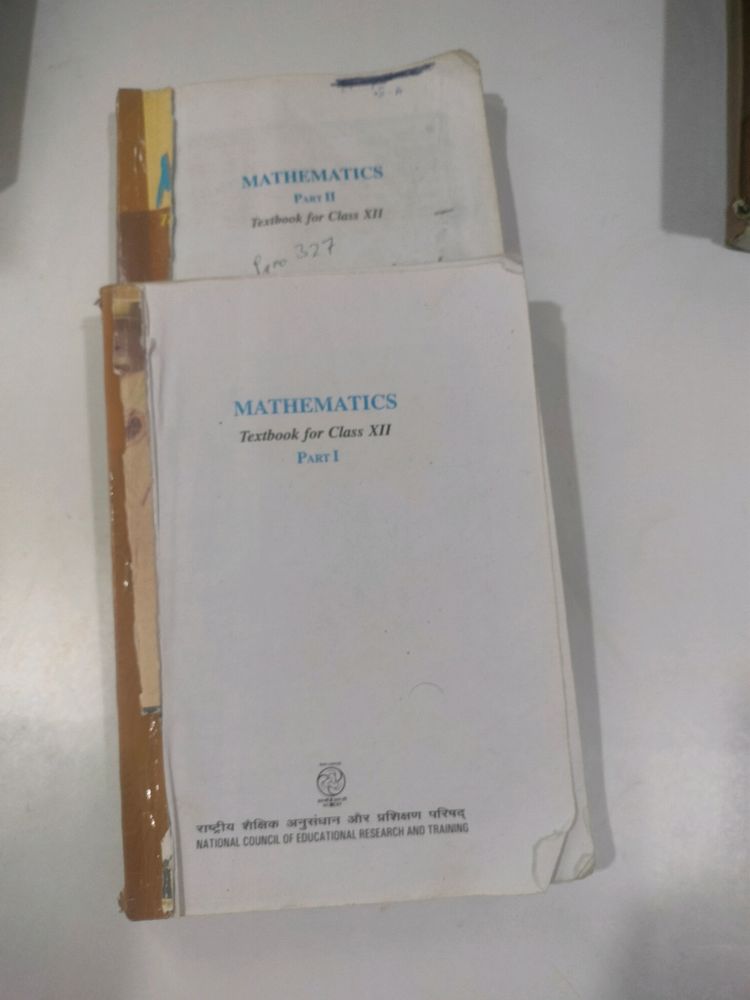 MATHEMATICS
PART II
Textbook for Class XII
327
MATHEMATICS
Textbook for Class XII
PART I
राष्ट्रीय शैक्षिक अनुसंधान और प्रशिक्षण परिषद्
NATIONAL COUNCIL OF EDUCATIONAL RESEARCH AND TRAINING